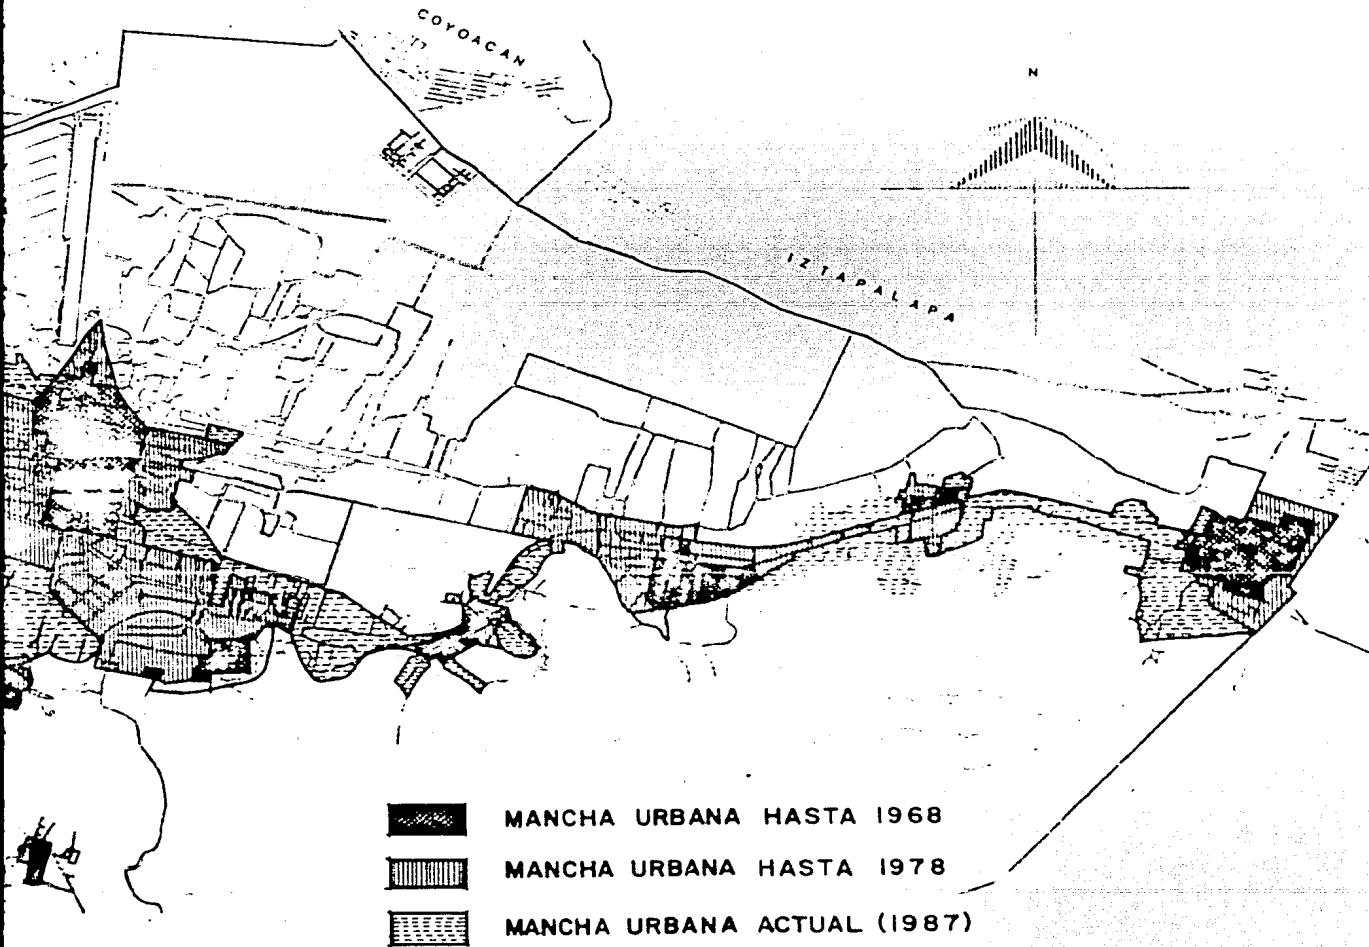 COYOACAN
N
IZTAPALAPA
MANCHA URBANA HASTA 1968
MANCHA URBANA HASTA 1978
MANCHA URBANA ACTUAL (1987)